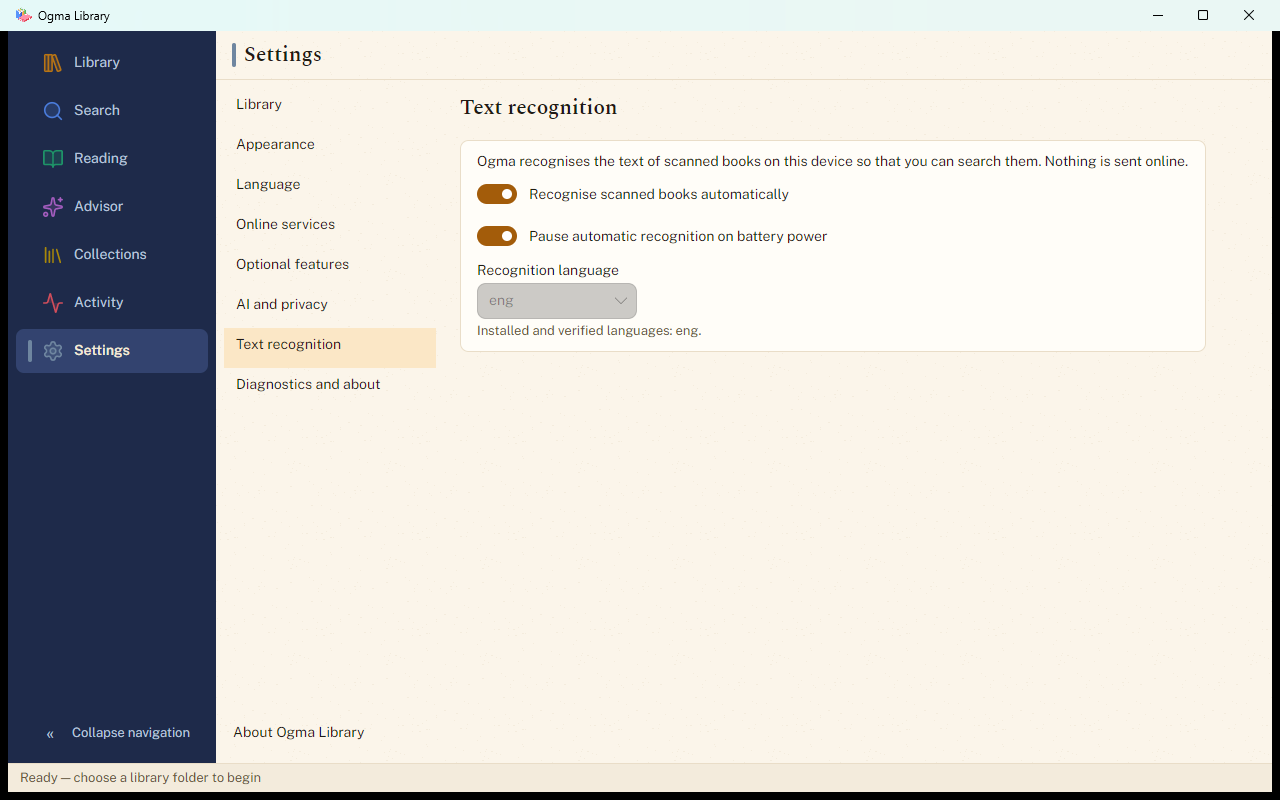 Ogma Library
Library
Search
Reading
Advisor
Collections
Activity
Settings
« Collapse navigation
Settings
Library
Appearance
Language
Online services
Optional features
AI and privacy
Text recognition
Diagnostics and about
About Ogma Library
Text recognition
Ogma recognises the text of scanned books on this device so that you can search them. Nothing is sent online.
Recognise scanned books automatically
Pause automatic recognition on battery power
Recognition language
eng
Installed and verified languages: eng.
Ready — choose a library folder to begin